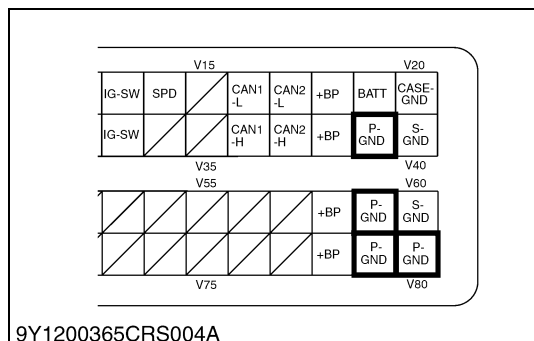 V15 V20
IG-SW SPD CAN1 -L CAN2 -L +BP BATT CASE- GND
IG-SW CAN1 -H CAN2 -H +BP P- GND S- GND
V35 V40
V55 V60
+BP P- GND S- GND
+BP P- GND P- GND
V75 V80
9Y1200365CRS004A